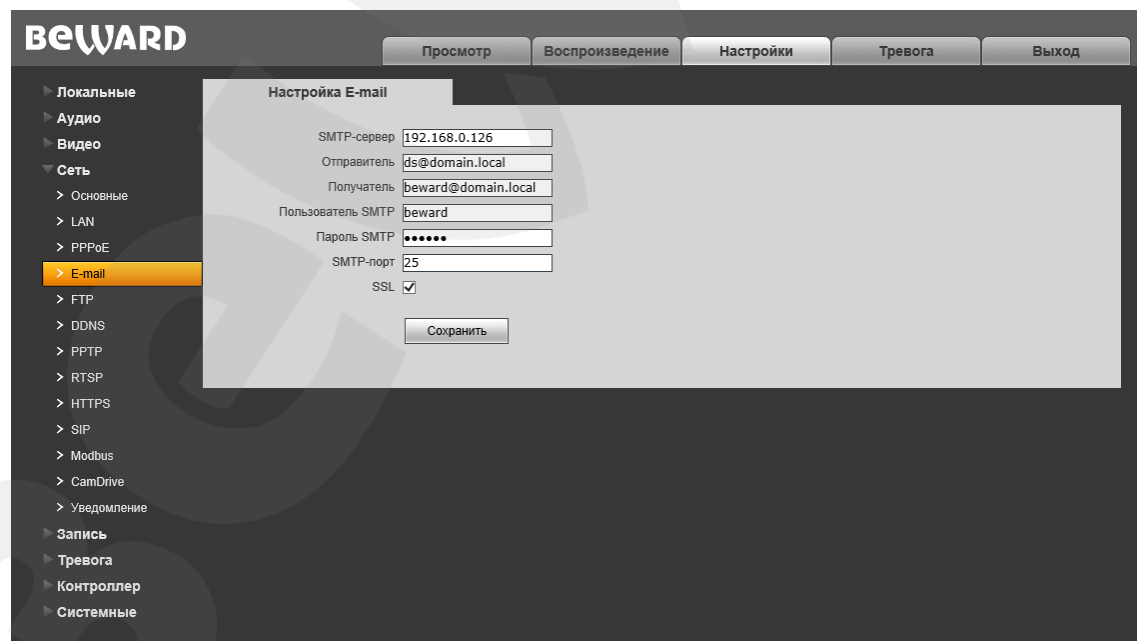 BEWARD
Просмотр
Воспроизведение
Настройки
Тревога
Выход
Локальные
Аудио
Видео
Сеть
Основные
LAN
PPPoE
E-mail
FTP
DDNS
PPTP
RTSP
HTTPS
SIP
Modbus
CamDrive
Уведомление
Запись
Тревога
Контроллер
Системные
Настройка E-mail
SMTP-сервер 192.168.0.126
Отправитель ds@domain.local
Получатель beward@domain.local
Пользователь SMTP beward
Пароль SMTP ••••••
SMTP-порт 25
SSL
Сохранить